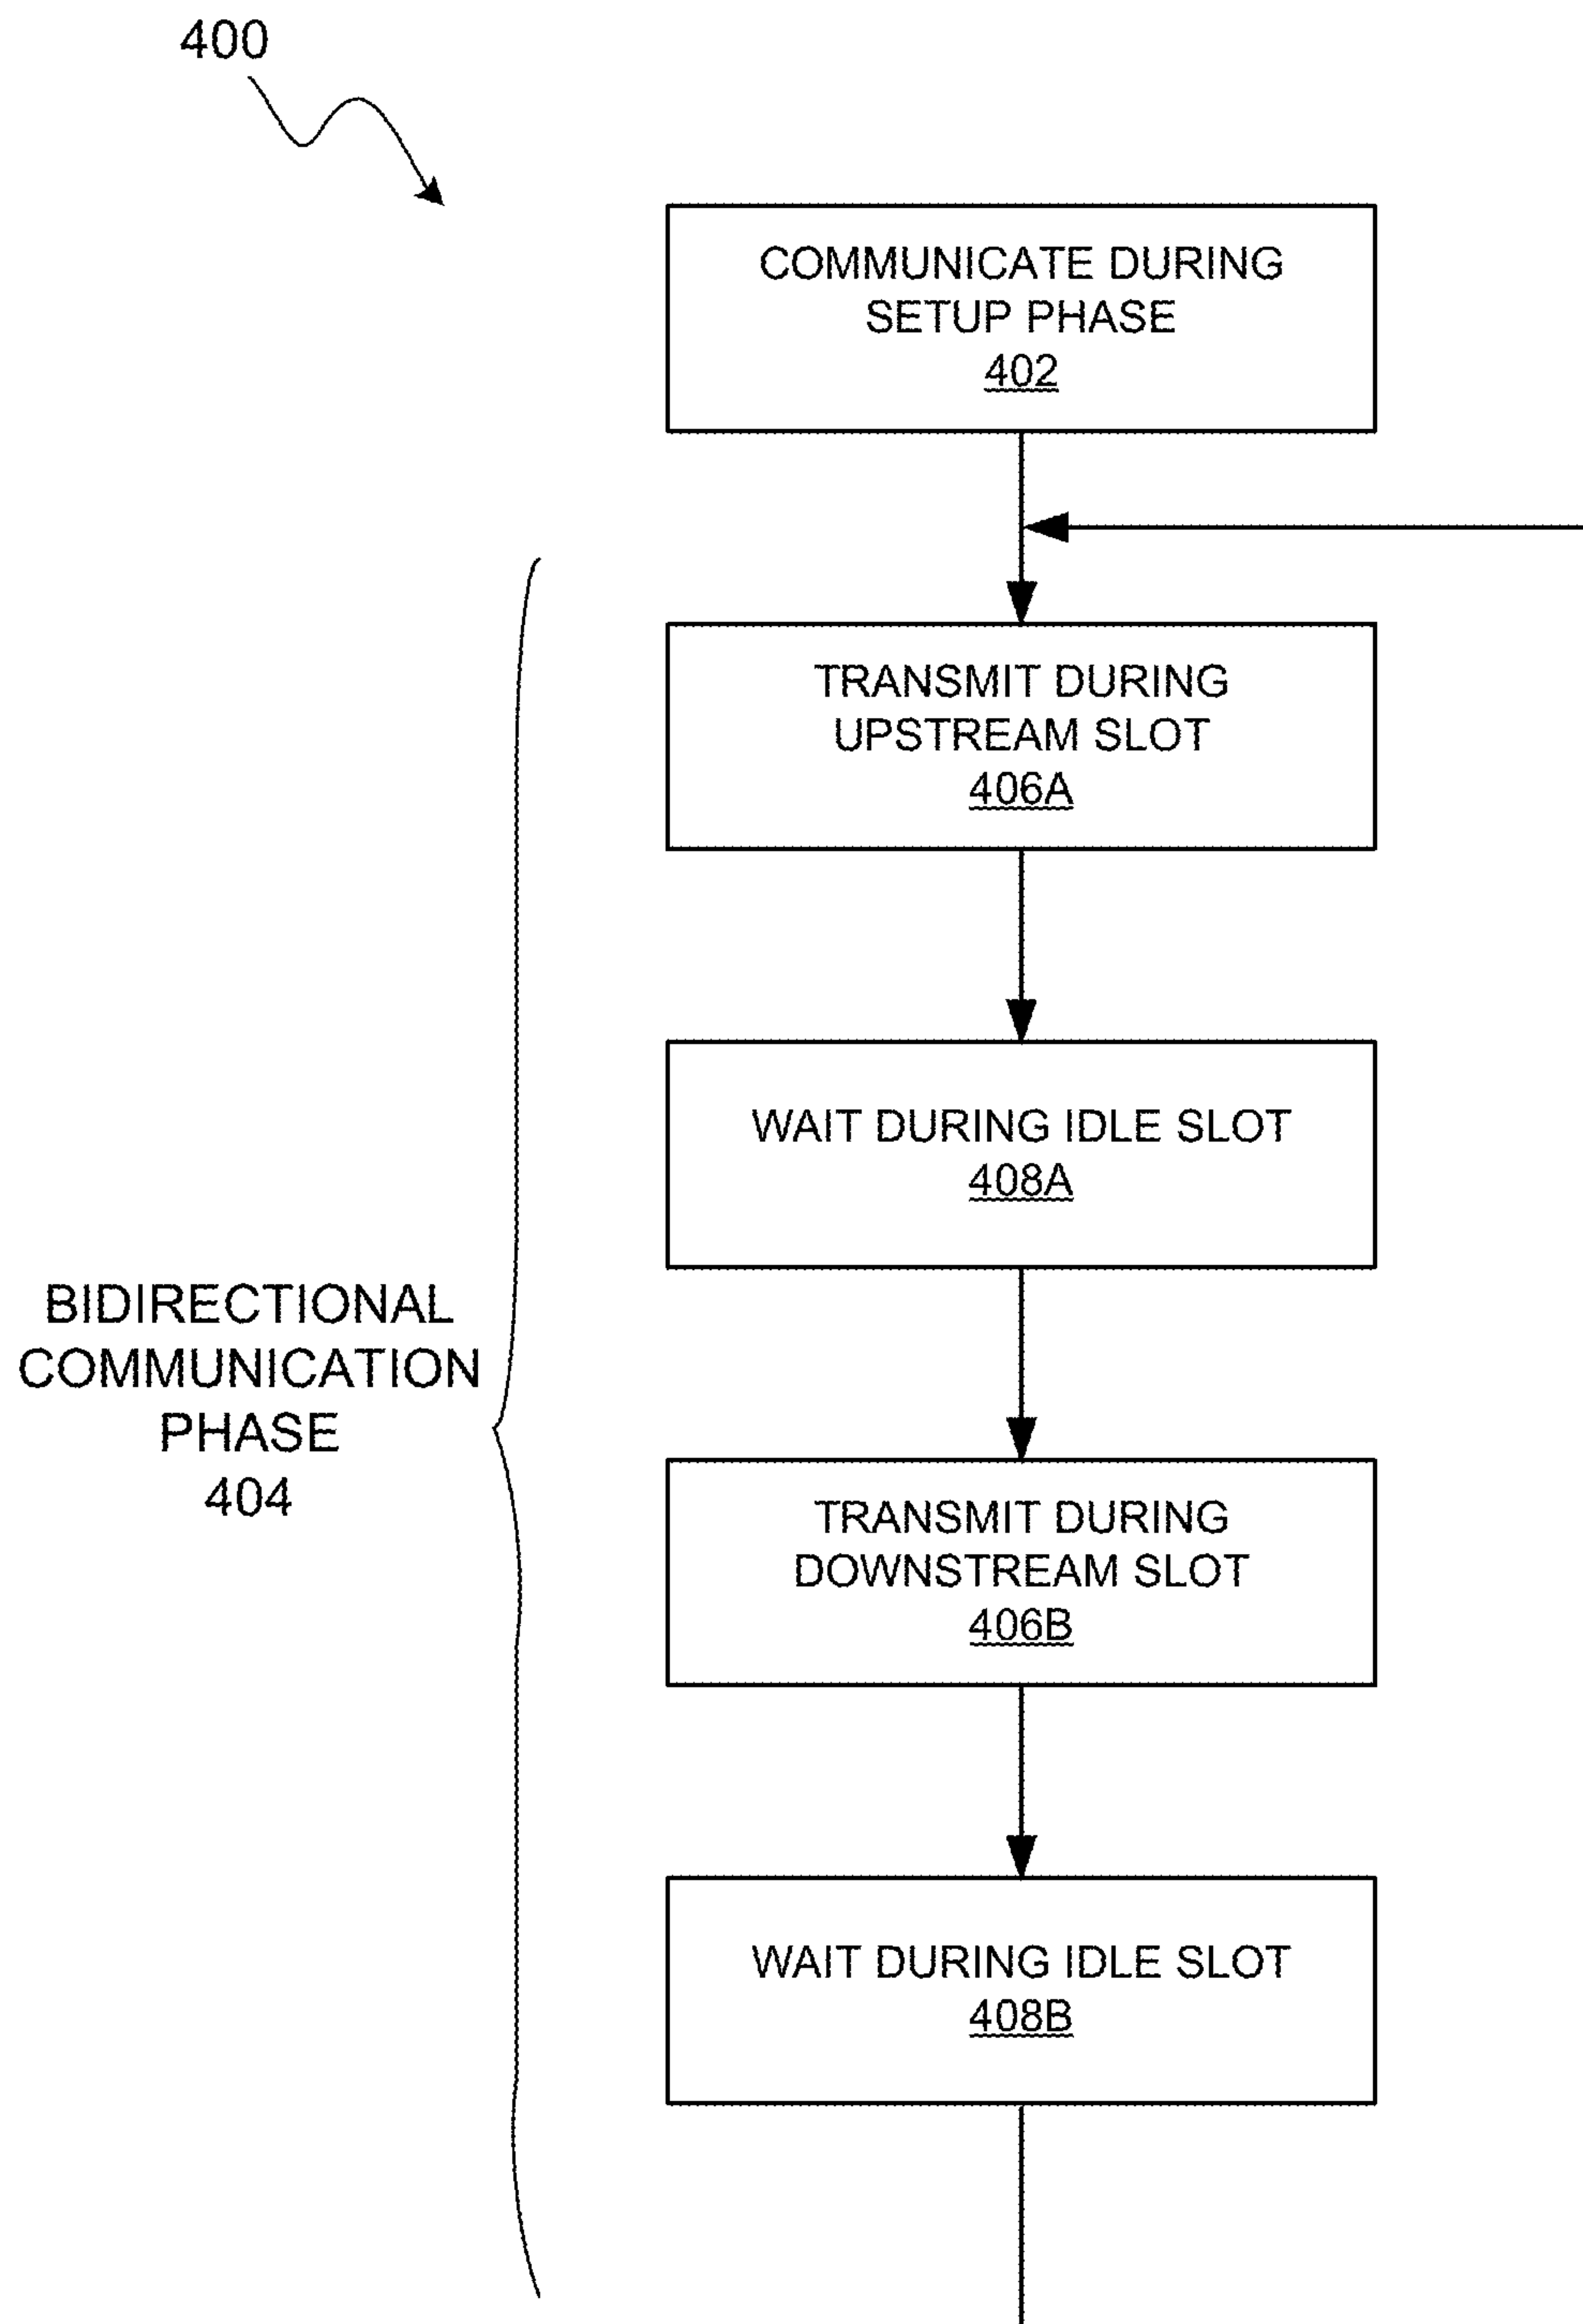 400
COMMUNICATE DURING
SETUP PHASE
402
TRANSMIT DURING
UPSTREAM SLOT
406A
WAIT DURING IDLE SLOT
408A
BIDIRECTIONAL
COMMUNICATION
PHASE
404
TRANSMIT DURING
DOWNSTREAM SLOT
406B
WAIT DURING IDLE SLOT
408B